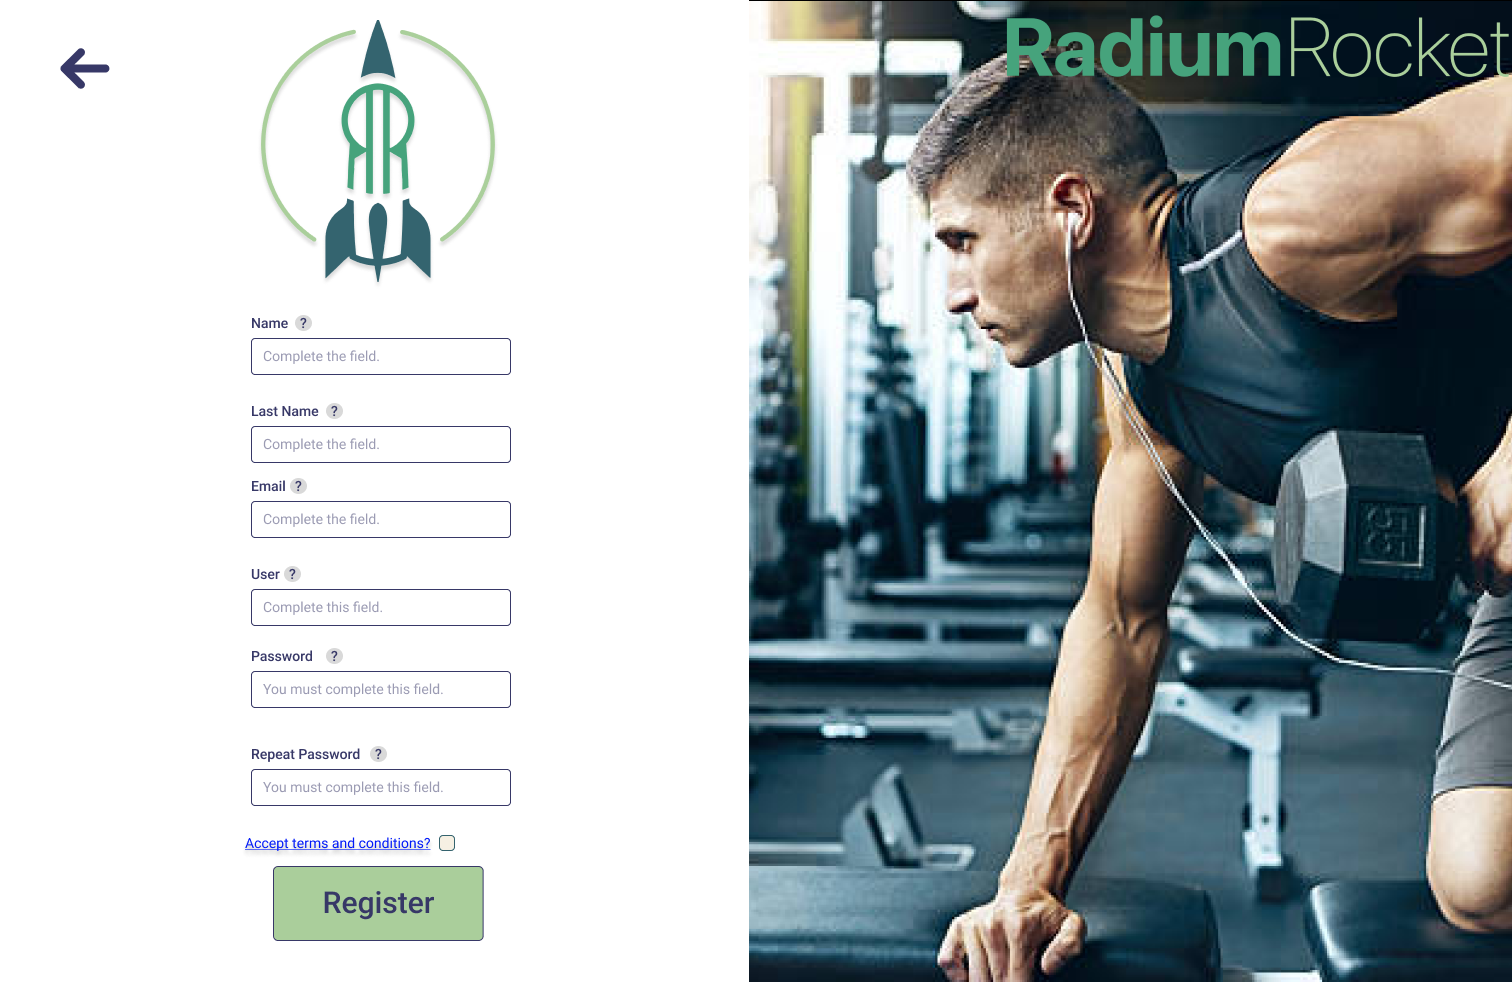 RadiumRocket
Name ?
Complete the field.
Last Name ?
Complete the field.
Email ?
Complete the field.
User ?
Complete this field.
Password ?
You must complete this field.
Repeat Password ?
You must complete this field.
Accept terms and conditions?
Register
55